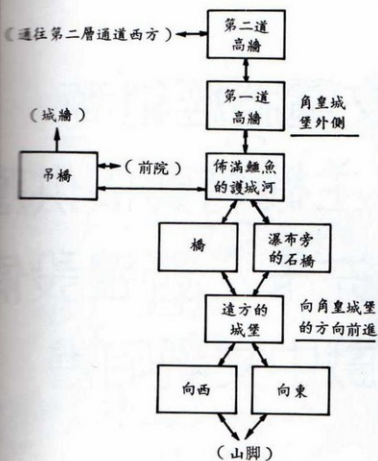 (通往第二層通道西方)
第二道
高牆
第一道
高牆
角皇城
堡外側
(城牆)
吊橋
(前院)
佈滿鱷魚
的護城河
橋
瀑布旁
的石橋
遠方的
城堡
向角皇城堡
的方向前進
向西
向東
(山腳)